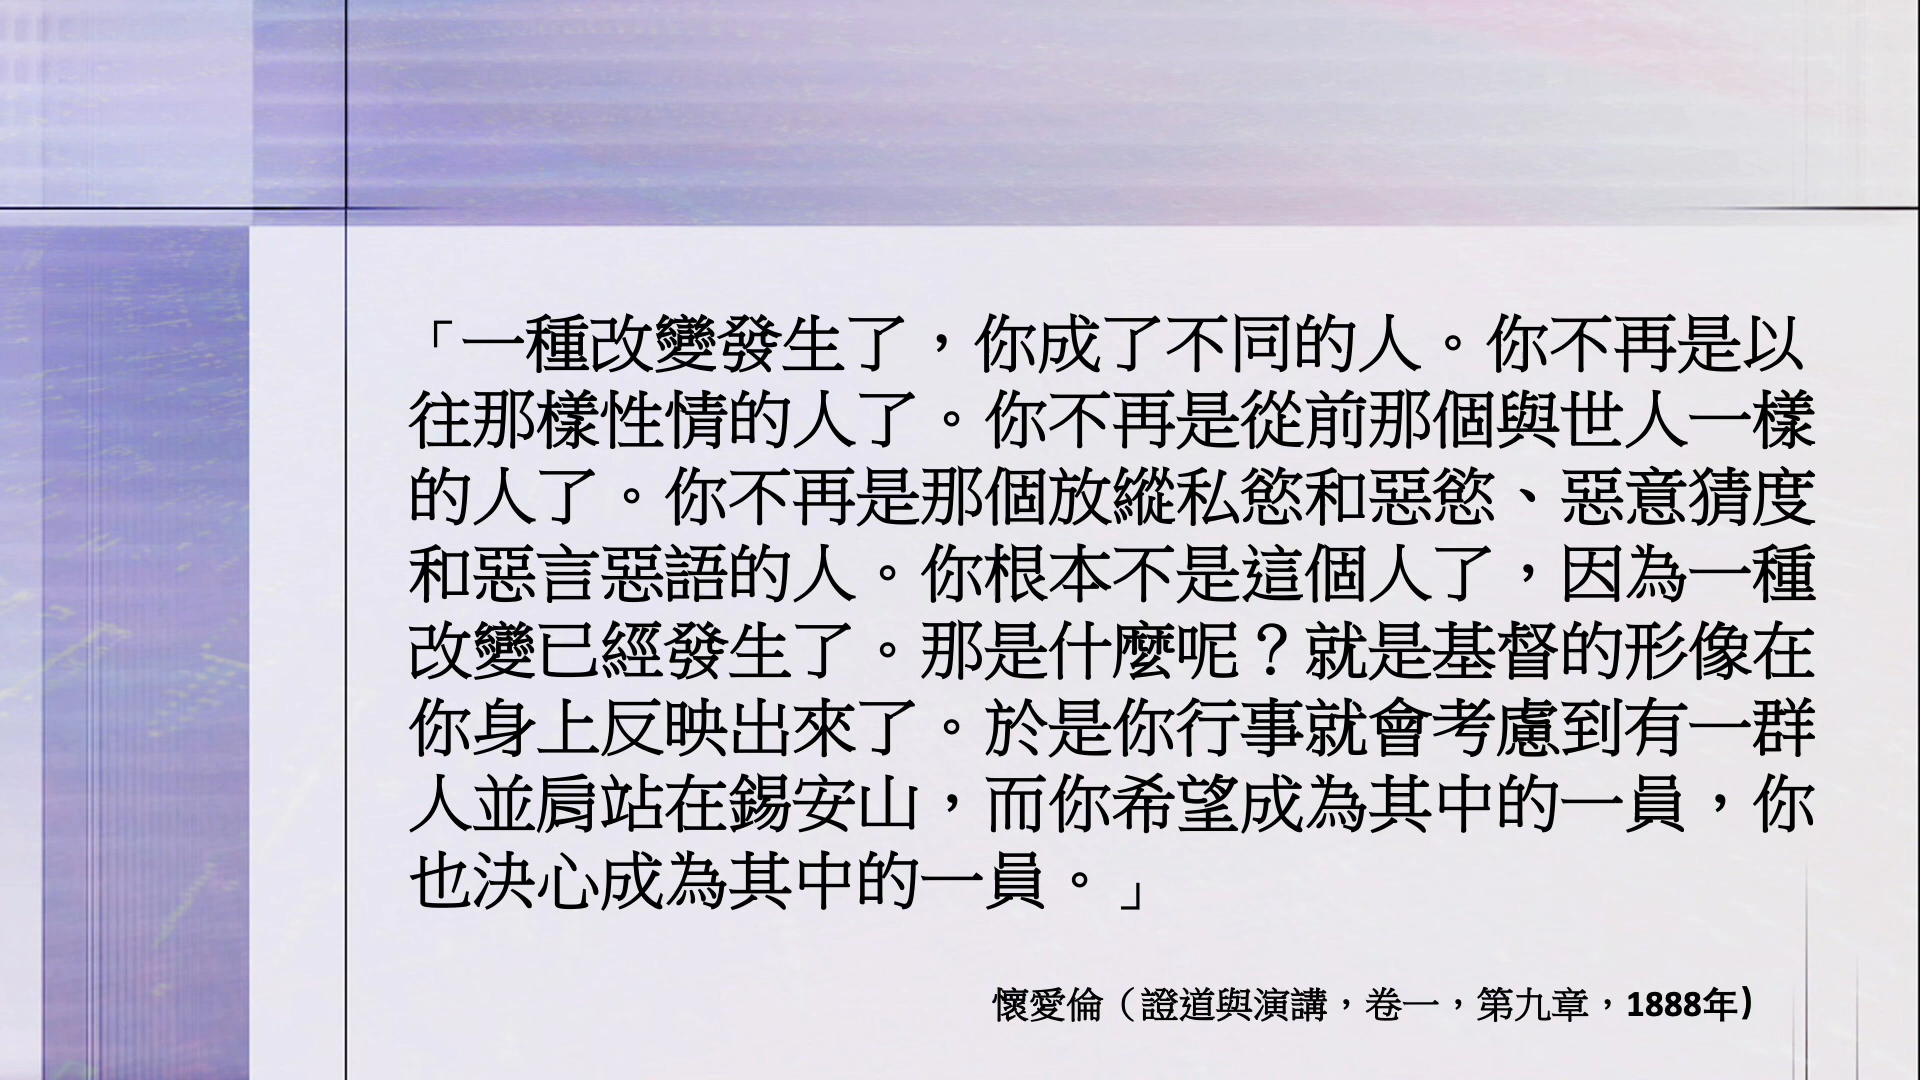 「一種改變發生了，你成了不同的人。你不再是以
往那樣性情的人了。你不再是從前那個與世人一樣
的人了。你不再是那個放縱私慾和惡慾、惡意猜度
和惡言惡語的人。你根本不是這個人了，因為一種
改變已經發生了。那是什麼呢？就是基督的形像在
你身上反映出來了。於是你行事就會考慮到有一群
人並肩站在錫安山，而你希望成為其中的一員，你
也決心成為其中的一員。」
懷愛倫（證道與演講，卷一，第九章，1888年)